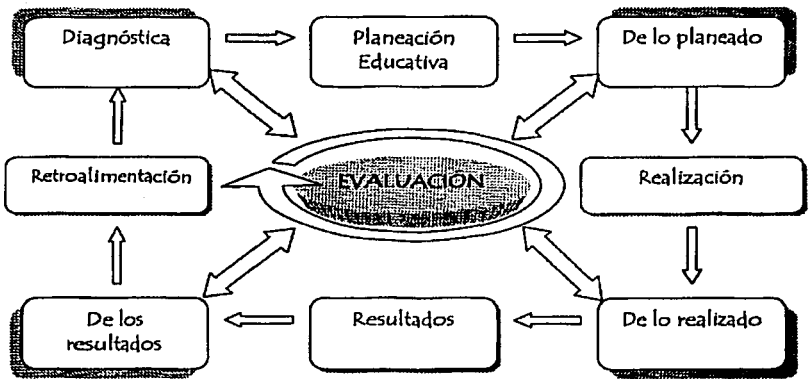 Diagnóstica
Planeación
Educativa
De lo planeado
Retroalimentación
EVALUACIÓN
Realización
De los
resultados
Resultados
De lo realizado